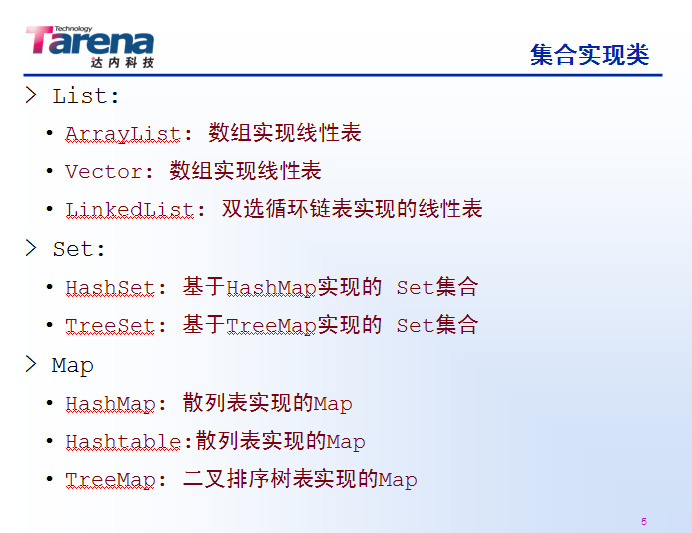 Technology
Tarena
达内科技
集合实现类
> List:
• ArrayList: 数组实现线性表
• Vector: 数组实现线性表
• LinkedList: 双选循环链表实现的线性表
> Set:
• HashSet: 基于HashMap实现的 Set集合
• TreeSet: 基于TreeMap实现的 Set集合
> Map
• HashMap: 散列表实现的Map
• Hashtable:散列表实现的Map
• TreeMap: 二叉排序树表实现的Map
5